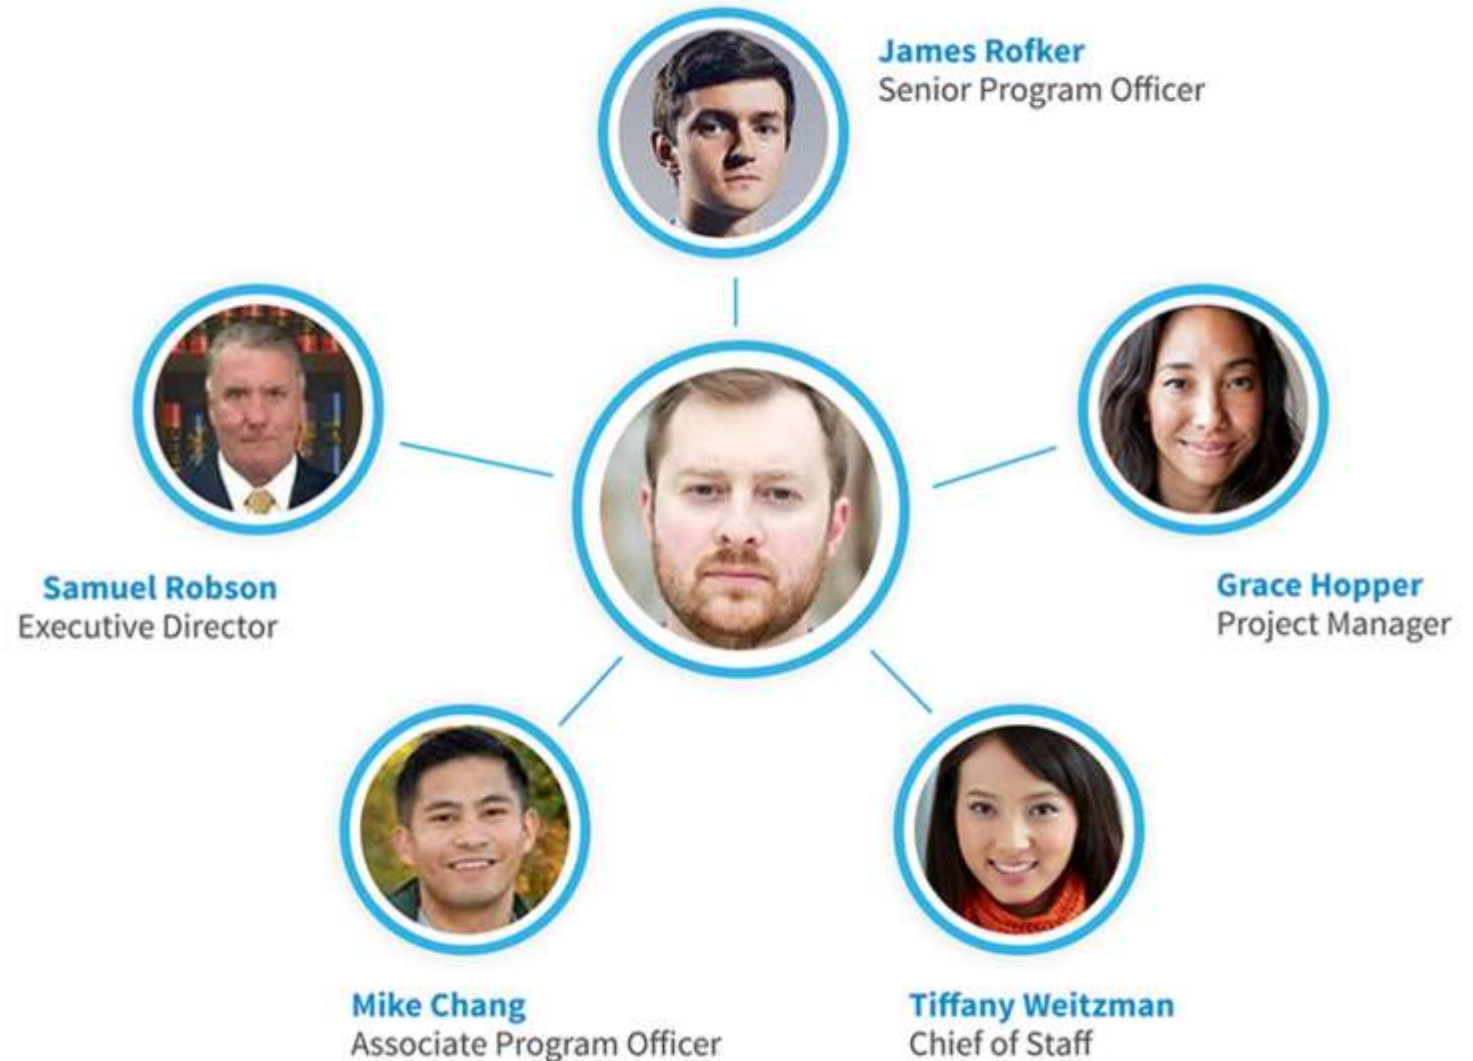 James Rofker
Senior Program Officer
Samuel Robson
Executive Director
Grace Hopper
Project Manager
Mike Chang
Associate Program Officer
Tiffany Weitzman
Chief of Staff